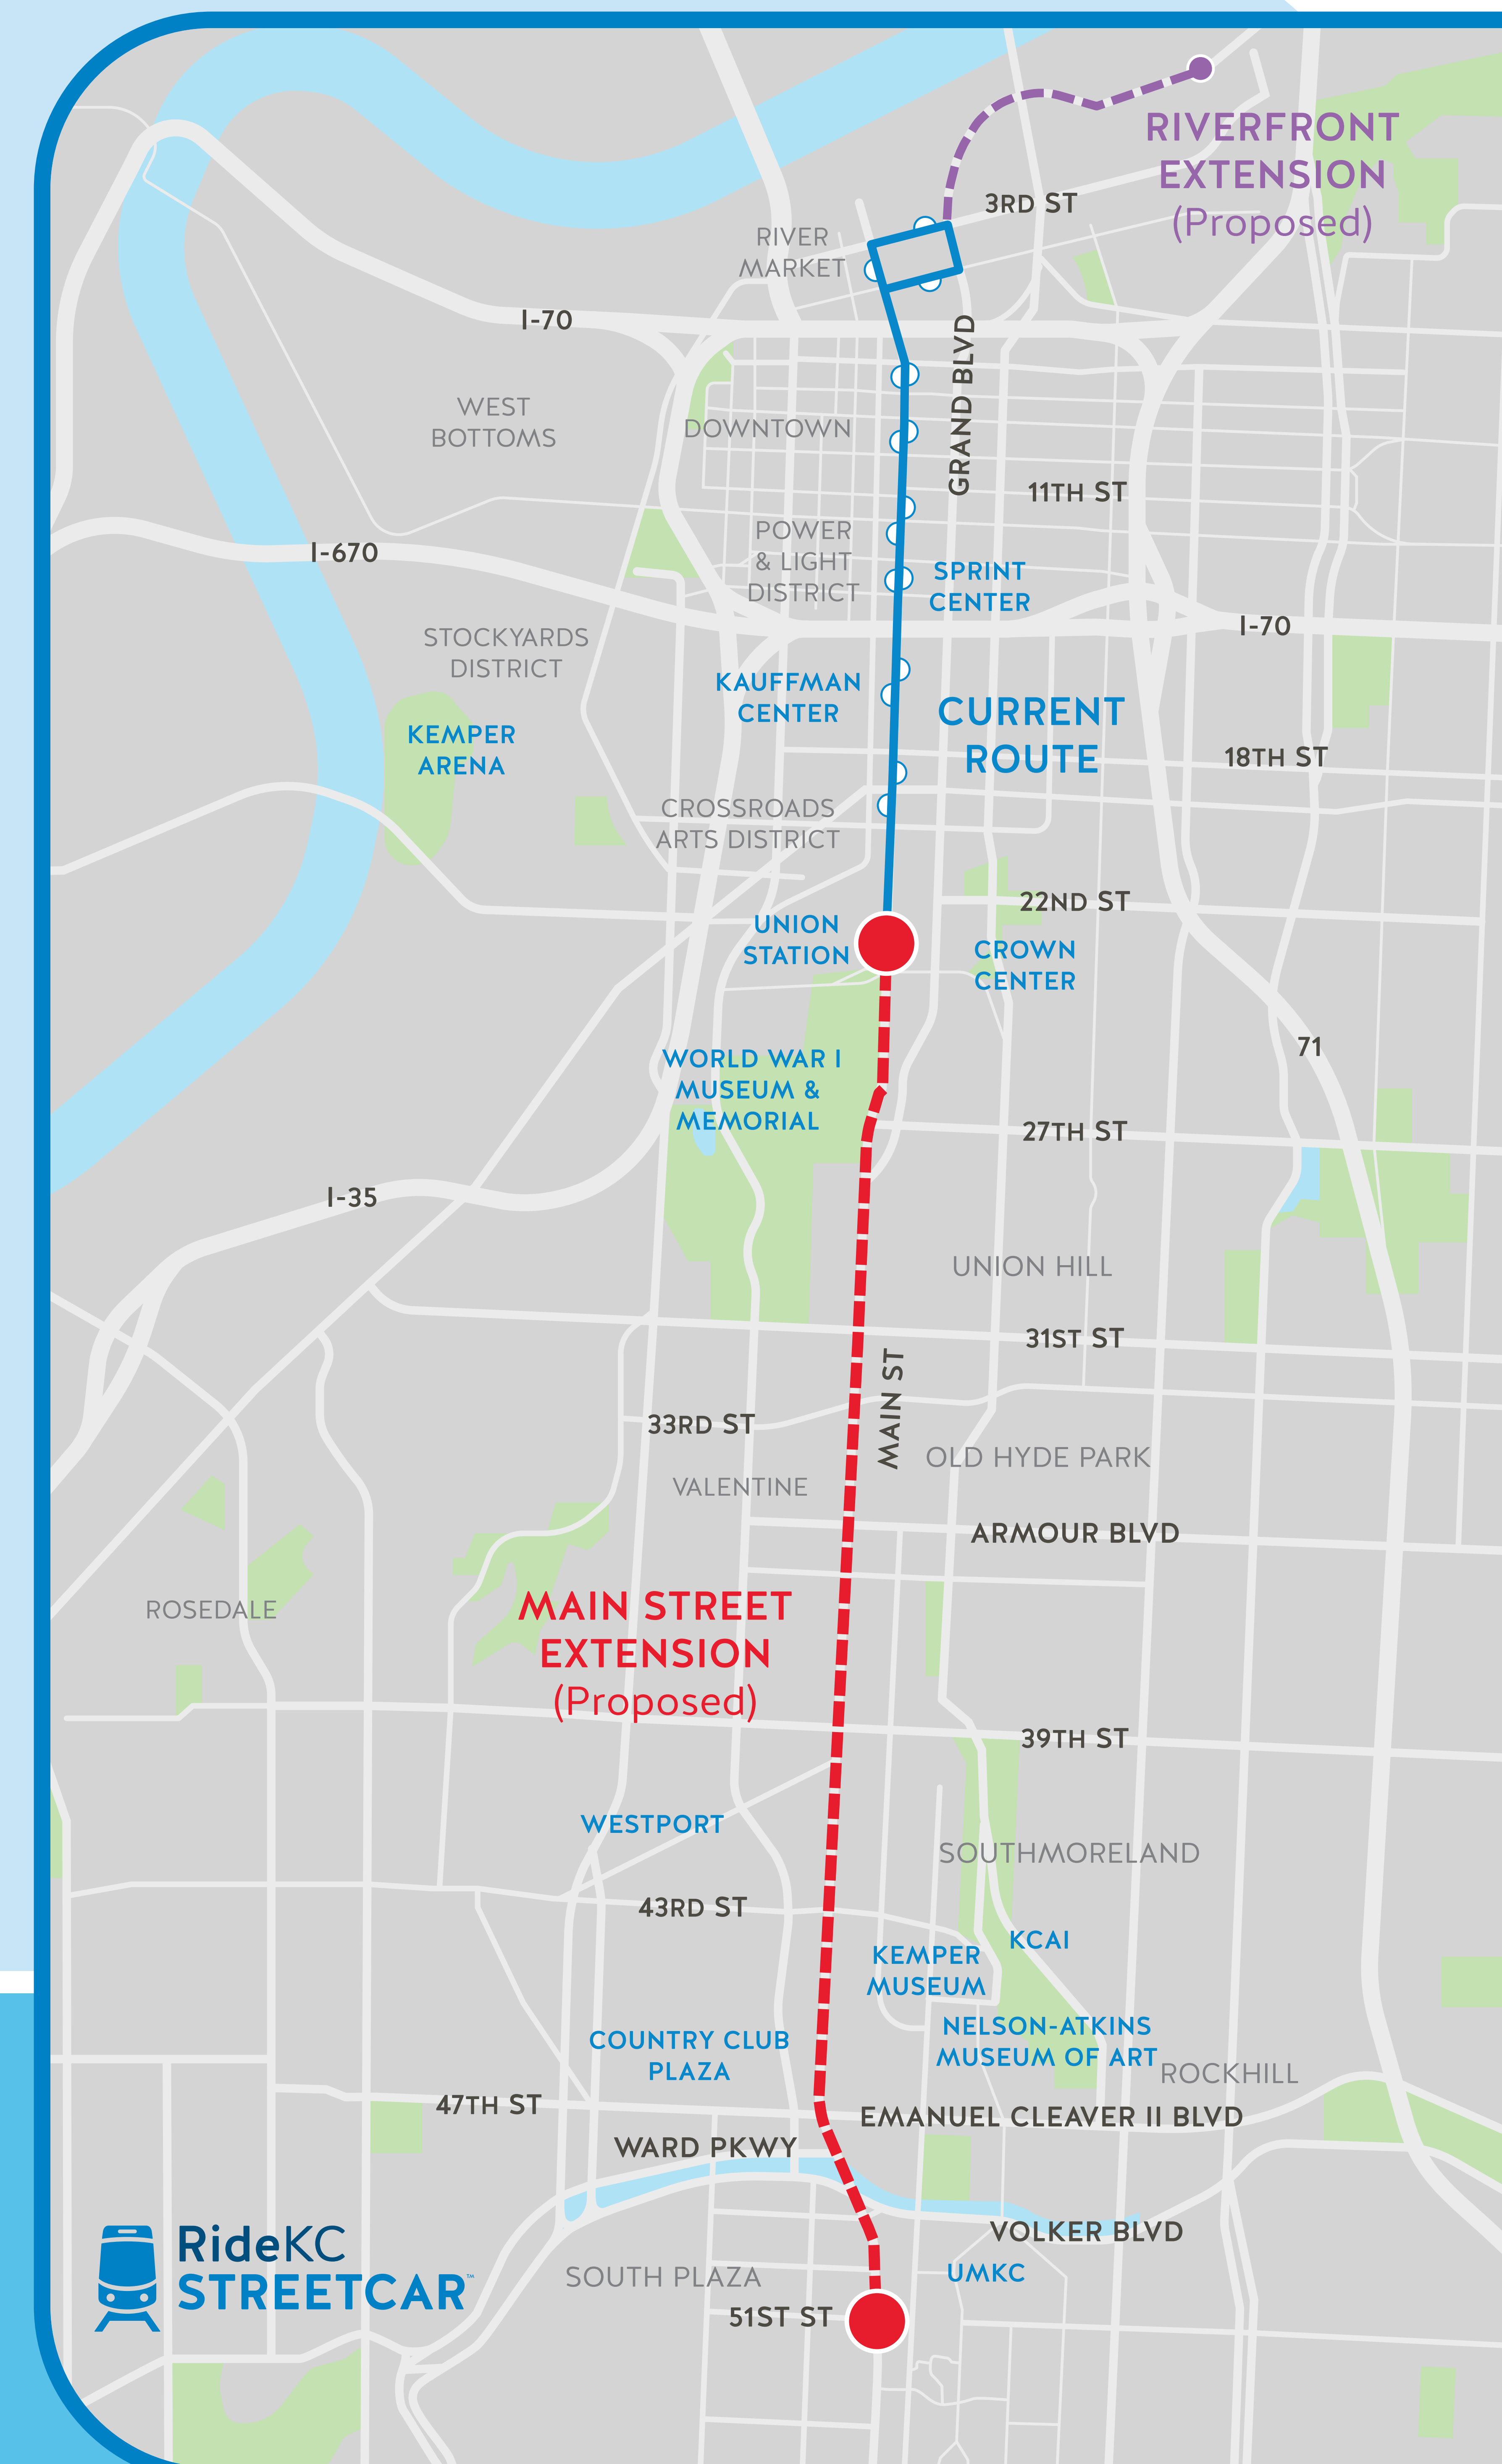 RIVERFRONT
EXTENSION
(Proposed)
3RD ST
RIVER
MARKET
I-70
GRAND BLVD
WEST
BOTTOMS
DOWNTOWN
11TH ST
POWER
& LIGHT
DISTRICT
I-670
SPRINT
CENTER
I-70
STOCKYARDS
DISTRICT
KAUFFMAN
CENTER
CURRENT
ROUTE
KEMPER
ARENA
18TH ST
CROSSROADS
ARTS DISTRICT
22ND ST
UNION
STATION
CROWN
CENTER
71
WORLD WAR I
MUSEUM &
MEMORIAL
27TH ST
I-35
UNION HILL
31ST ST
MAIN ST
33RD ST
OLD HYDE PARK
VALENTINE
ARMOUR BLVD
ROSEDALE
MAIN STREET
EXTENSION
(Proposed)
39TH ST
WESTPORT
SOUTHMORELAND
43RD ST
KCAI
KEMPER
MUSEUM
NELSON-ATKINS
MUSEUM OF ART
COUNTRY CLUB
PLAZA
ROCKHILL
47TH ST
EMANUEL CLEAVER II BLVD
WARD PKWY
VOLKER BLVD
UMKC
SOUTH PLAZA
51ST ST
RideKC
STREETCAR™